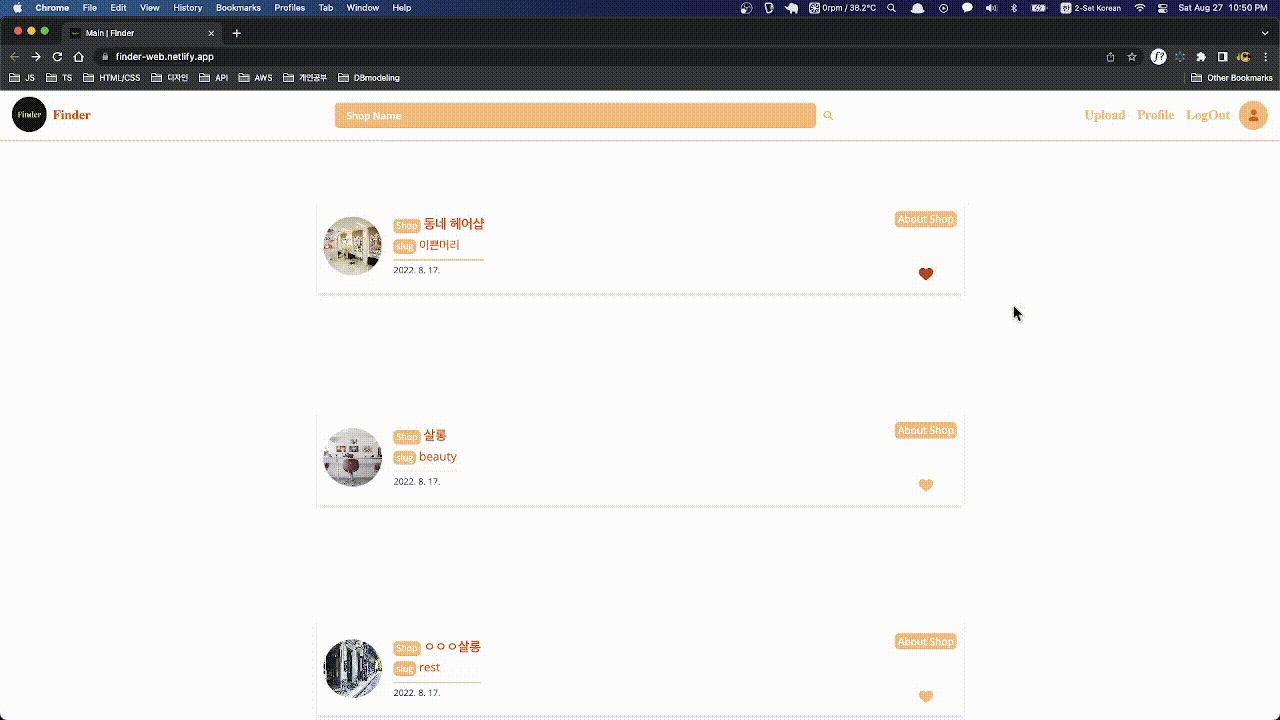 Chrome File Edit View History Bookmarks Profiles Tab Window Help 0rpm / 38.2°C 한 2-Set Korean Sat Aug 27 10:50 PM
Main | Finder
finder-web.netlify.app
JS TS HTML/CSS 디자인 API AWS 개인공부 DBmodeling Other Bookmarks
Finder Finder Shop Name Upload Profile LogOut
Shop 동네 헤어샵 About Shop
slug 이쁜머리
2022. 8. 17.
Shop 살롱 About Shop
slug beauty
2022. 8. 17.
Shop ㅇㅇㅇ살롱 About Shop
slug rest
2022. 8. 17.